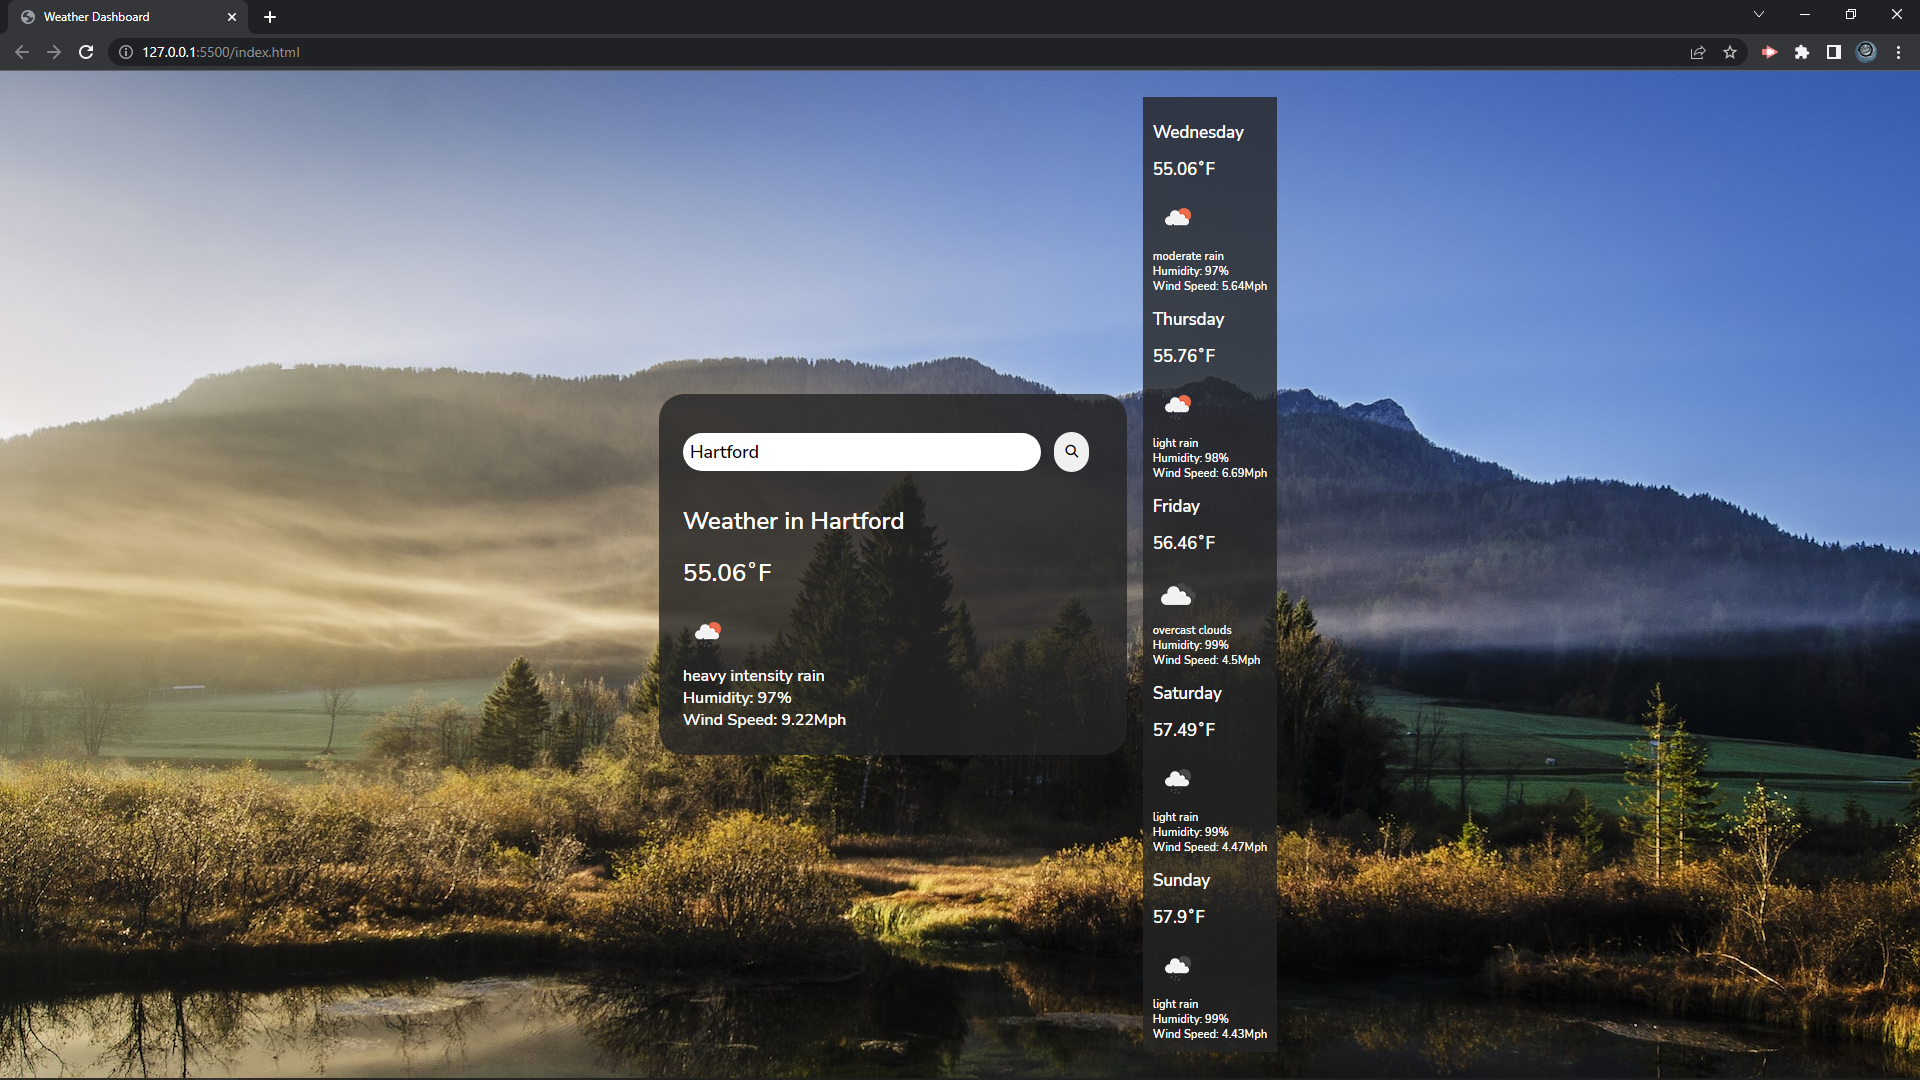 Weather Dashboard
127.0.0.1:5500/index.html
Hartford
Weather in Hartford
55.06°F
heavy intensity rain
Humidity: 97%
Wind Speed: 9.22Mph
Wednesday
55.06°F
moderate rain
Humidity: 97%
Wind Speed: 5.64Mph
Thursday
55.76°F
light rain
Humidity: 98%
Wind Speed: 6.69Mph
Friday
56.46°F
overcast clouds
Humidity: 99%
Wind Speed: 4.5Mph
Saturday
57.49°F
light rain
Humidity: 99%
Wind Speed: 4.47Mph
Sunday
57.9°F
light rain
Humidity: 99%
Wind Speed: 4.43Mph